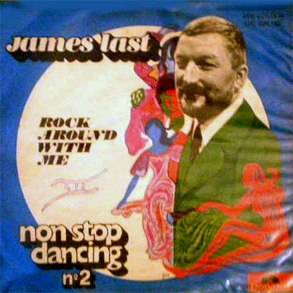 james last
ROCK
AROUND
WITH
ME
non stop
dancing
nº2